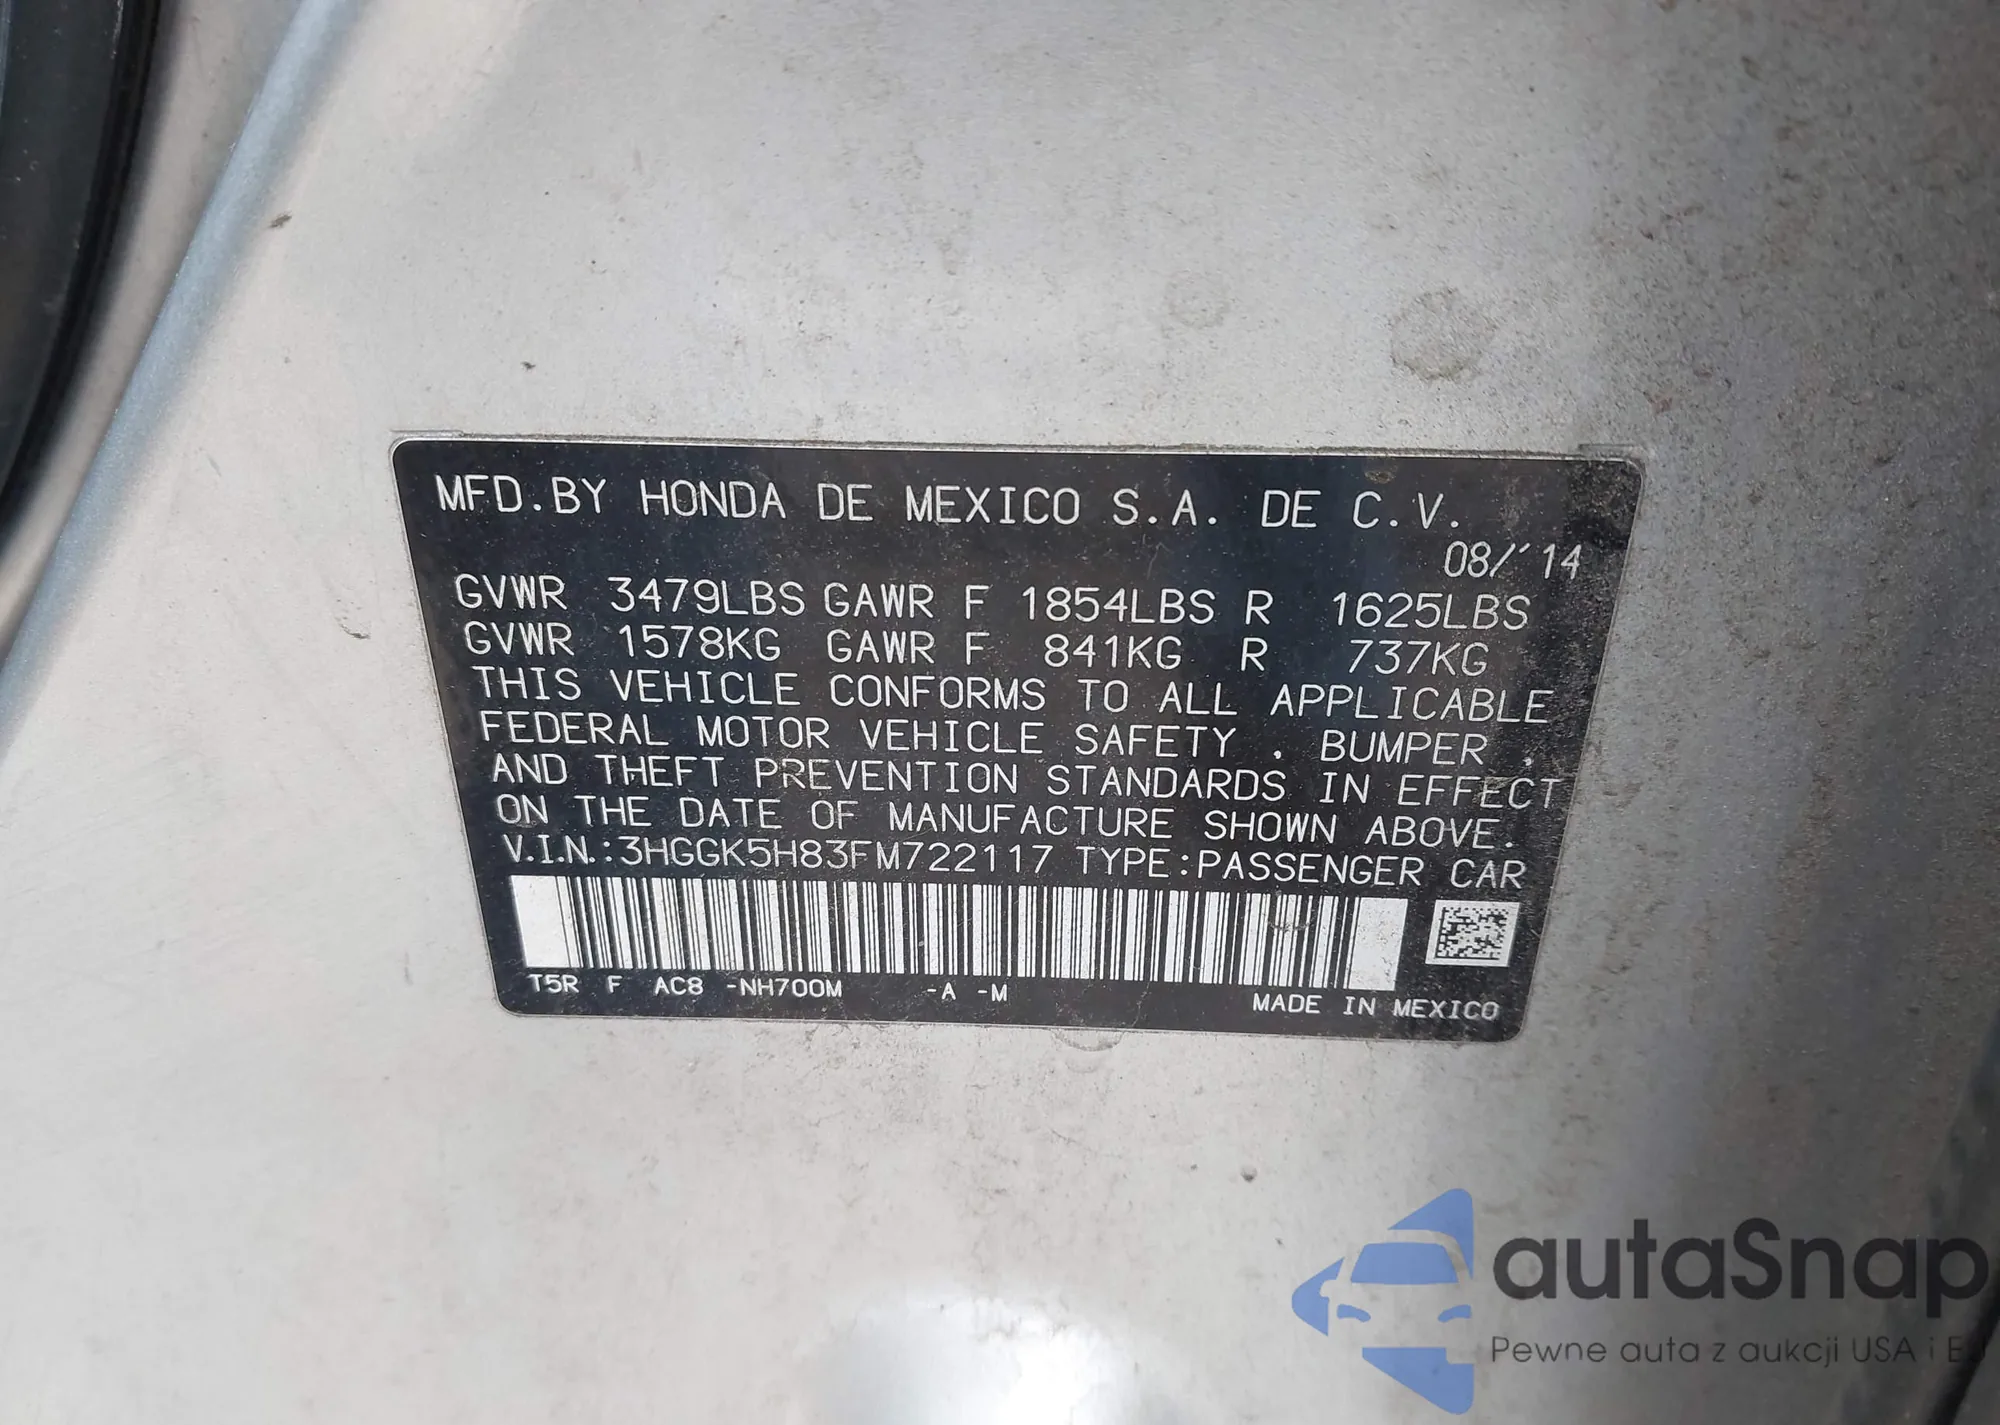 MFD.BY HONDA DE MEXICO S.A. DE C.V.
08/'14
GVWR 3479LBS GAWR F 1854LBS R 1625LBS
GVWR 1578KG GAWR F 841KG R 737KG
THIS VEHICLE CONFORMS TO ALL APPLICABLE
FEDERAL MOTOR VEHICLE SAFETY , BUMPER ,
AND THEFT PREVENTION STANDARDS IN EFFECT
ON THE DATE OF MANUFACTURE SHOWN ABOVE.
V.I.N.:3HGGK5H83FM722117 TYPE:PASSENGER CAR
T5R F AC8 -NH700M -A -M
MADE IN MEXICO
autaSnap
Pewne auta z aukcji USA i